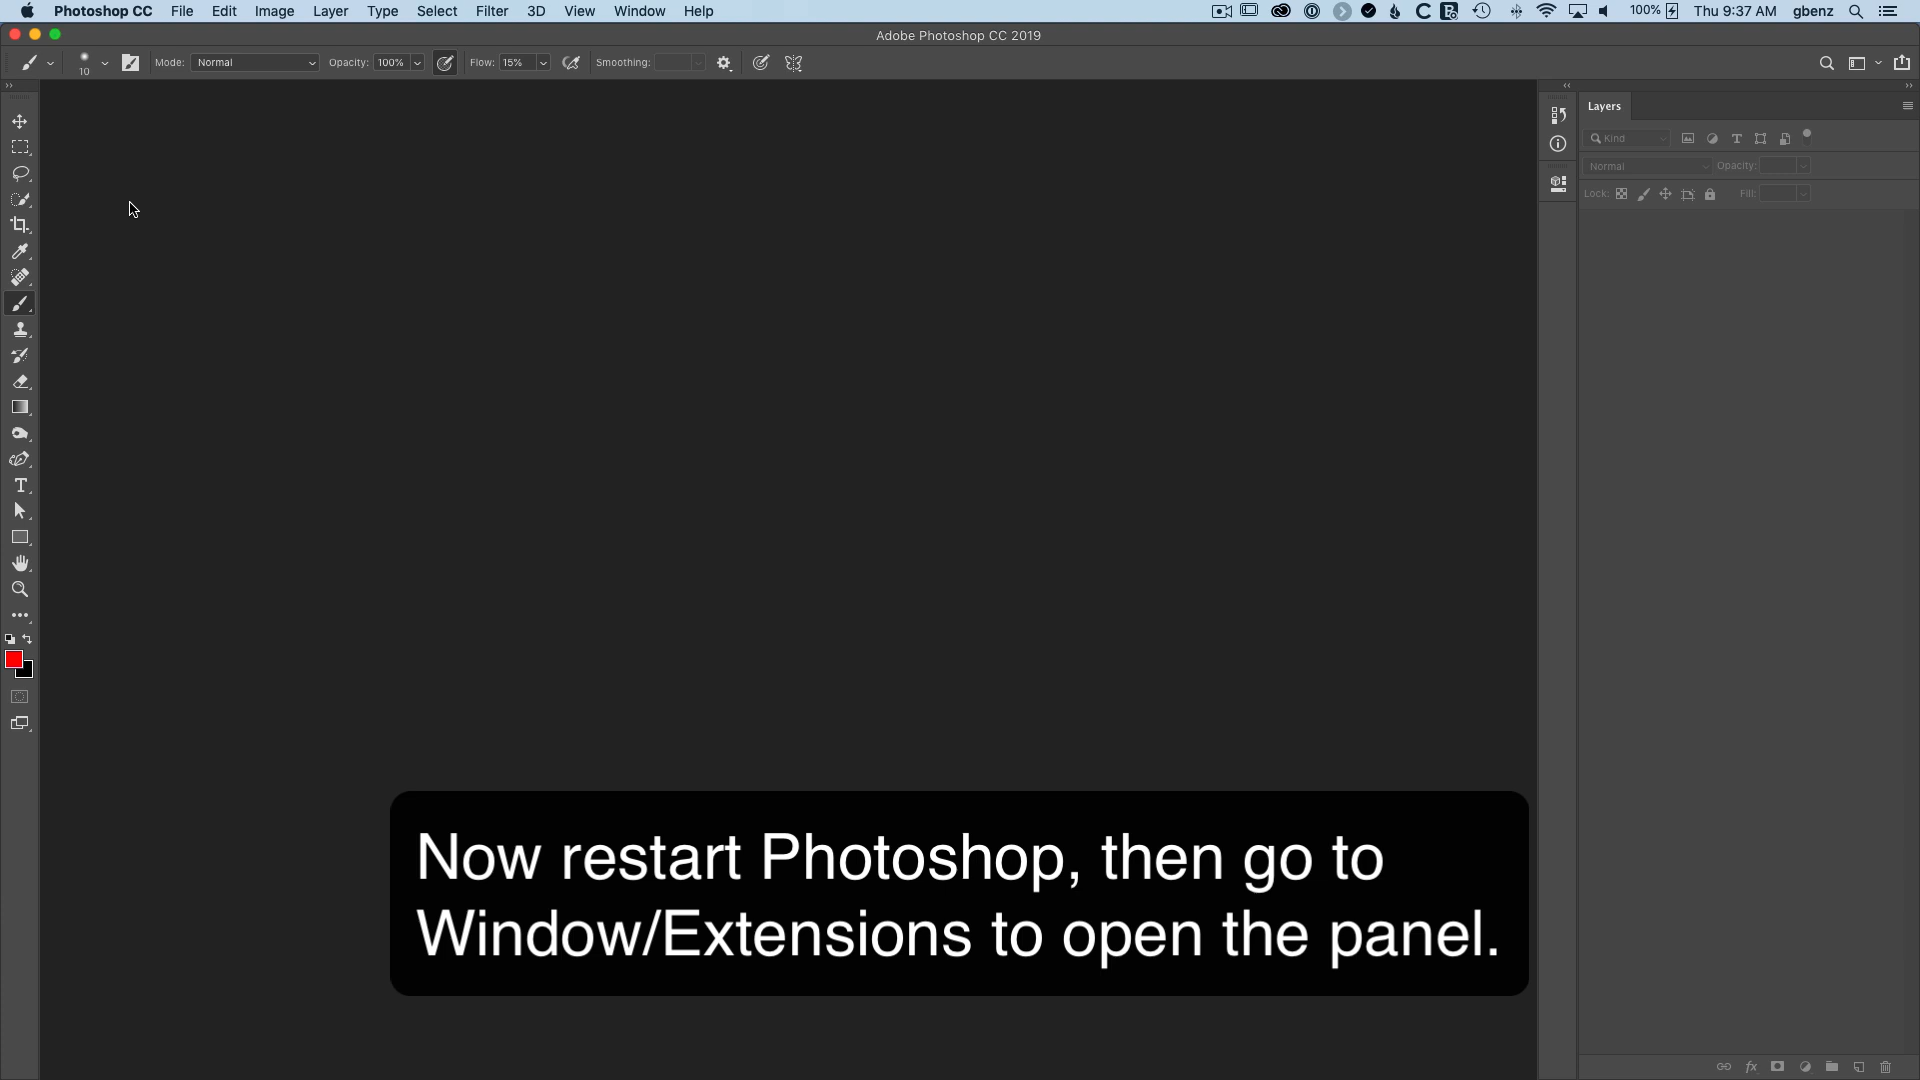 Photoshop CC File Edit Image Layer Type Select Filter 3D View Window Help 100% Thu 9:37 AM gbenz
Adobe Photoshop CC 2019
10 Mode: Normal Opacity: 100% Flow: 15% Smoothing:
Layers
Kind
Normal Opacity:
Lock: Fill:
Now restart Photoshop, then go to
Window/Extensions to open the panel.